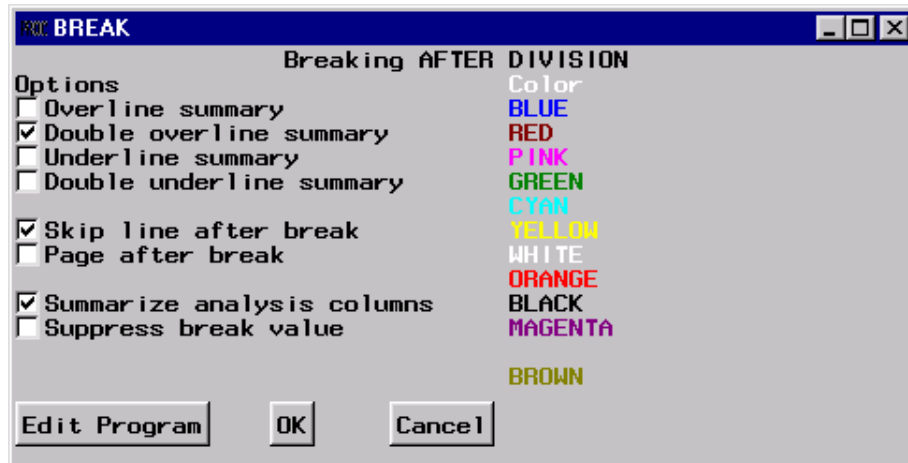 BREAK
Breaking AFTER DIVISION
Options Color
Overline summary BLUE
Double overline summary RED
Underline summary PINK
Double underline summary GREEN
CYAN
Skip line after break YELLOW
Page after break WHITE
ORANGE
Summarize analysis columns BLACK
Suppress break value MAGENTA
BROWN
Edit Program OK Cancel